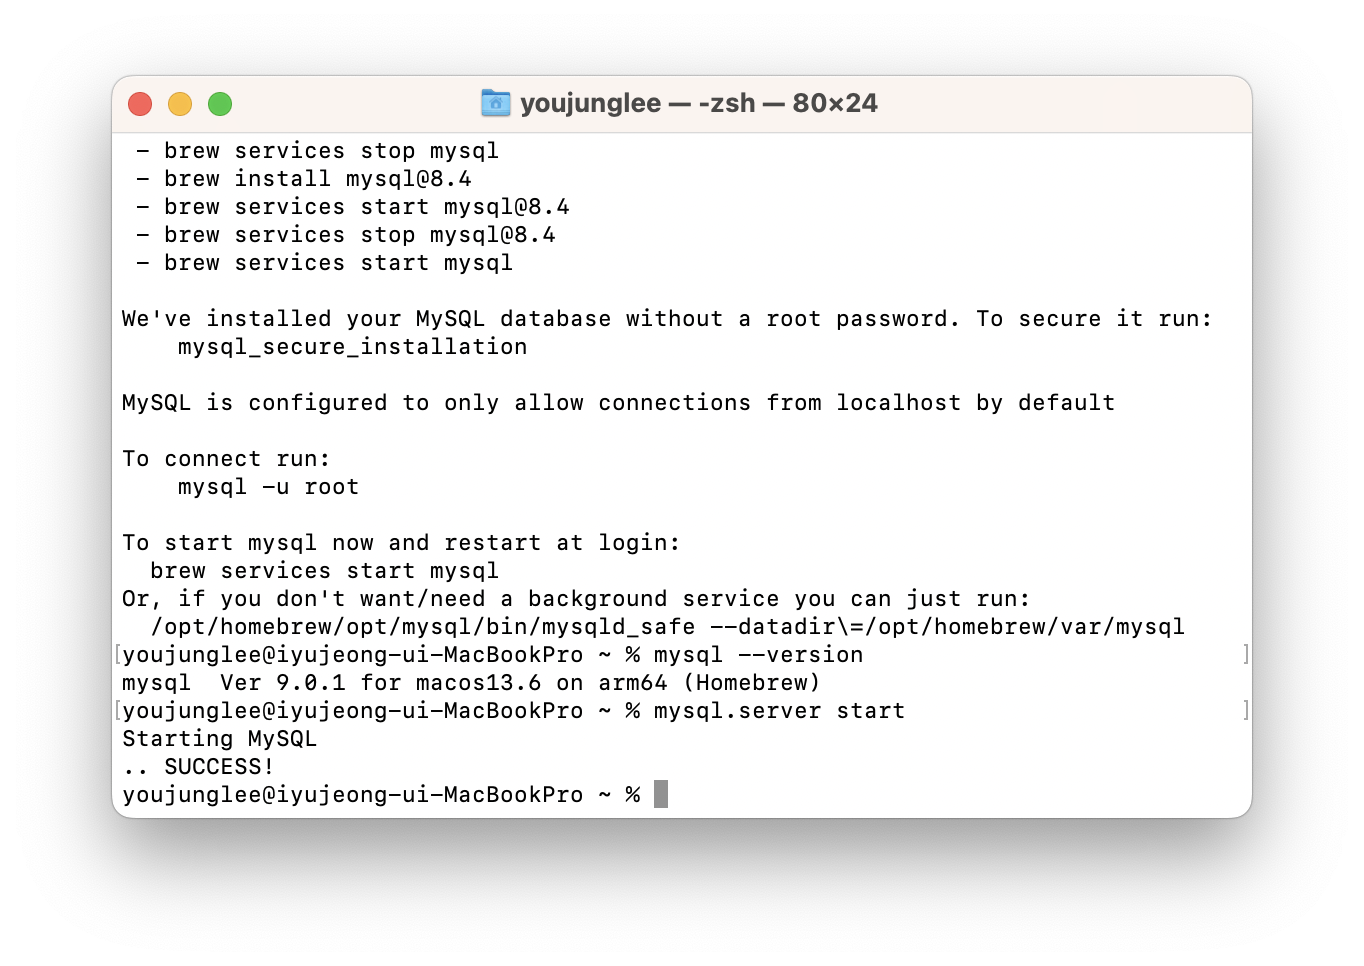 youjunglee — -zsh — 80×24
- brew services stop mysql
- brew install mysql@8.4
- brew services start mysql@8.4
- brew services stop mysql@8.4
- brew services start mysql
We've installed your MySQL database without a root password. To secure it run:
mysql_secure_installation
MySQL is configured to only allow connections from localhost by default
To connect run:
mysql -u root
To start mysql now and restart at login:
brew services start mysql
Or, if you don't want/need a background service you can just run:
/opt/homebrew/opt/mysql/bin/mysqld_safe --datadir\=/opt/homebrew/var/mysql
[youjunglee@iyujeong-ui-MacBookPro ~ % mysql --version ]
mysql  Ver 9.0.1 for macos13.6 on arm64 (Homebrew)
[youjunglee@iyujeong-ui-MacBookPro ~ % mysql.server start ]
Starting MySQL
.. SUCCESS!
youjunglee@iyujeong-ui-MacBookPro ~ %